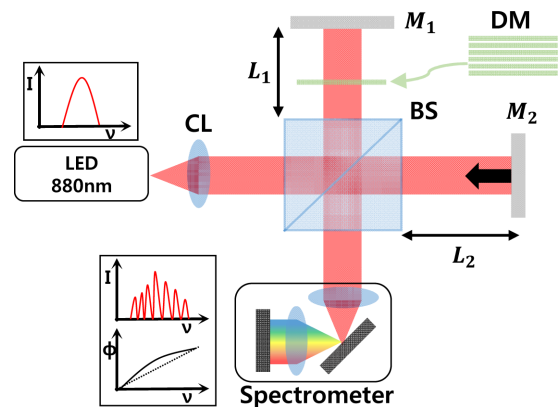 M₁
DM
L₁
I
ν
CL
BS
M₂
LED
880nm
L₂
I
ν
ϕ
ν
Spectrometer